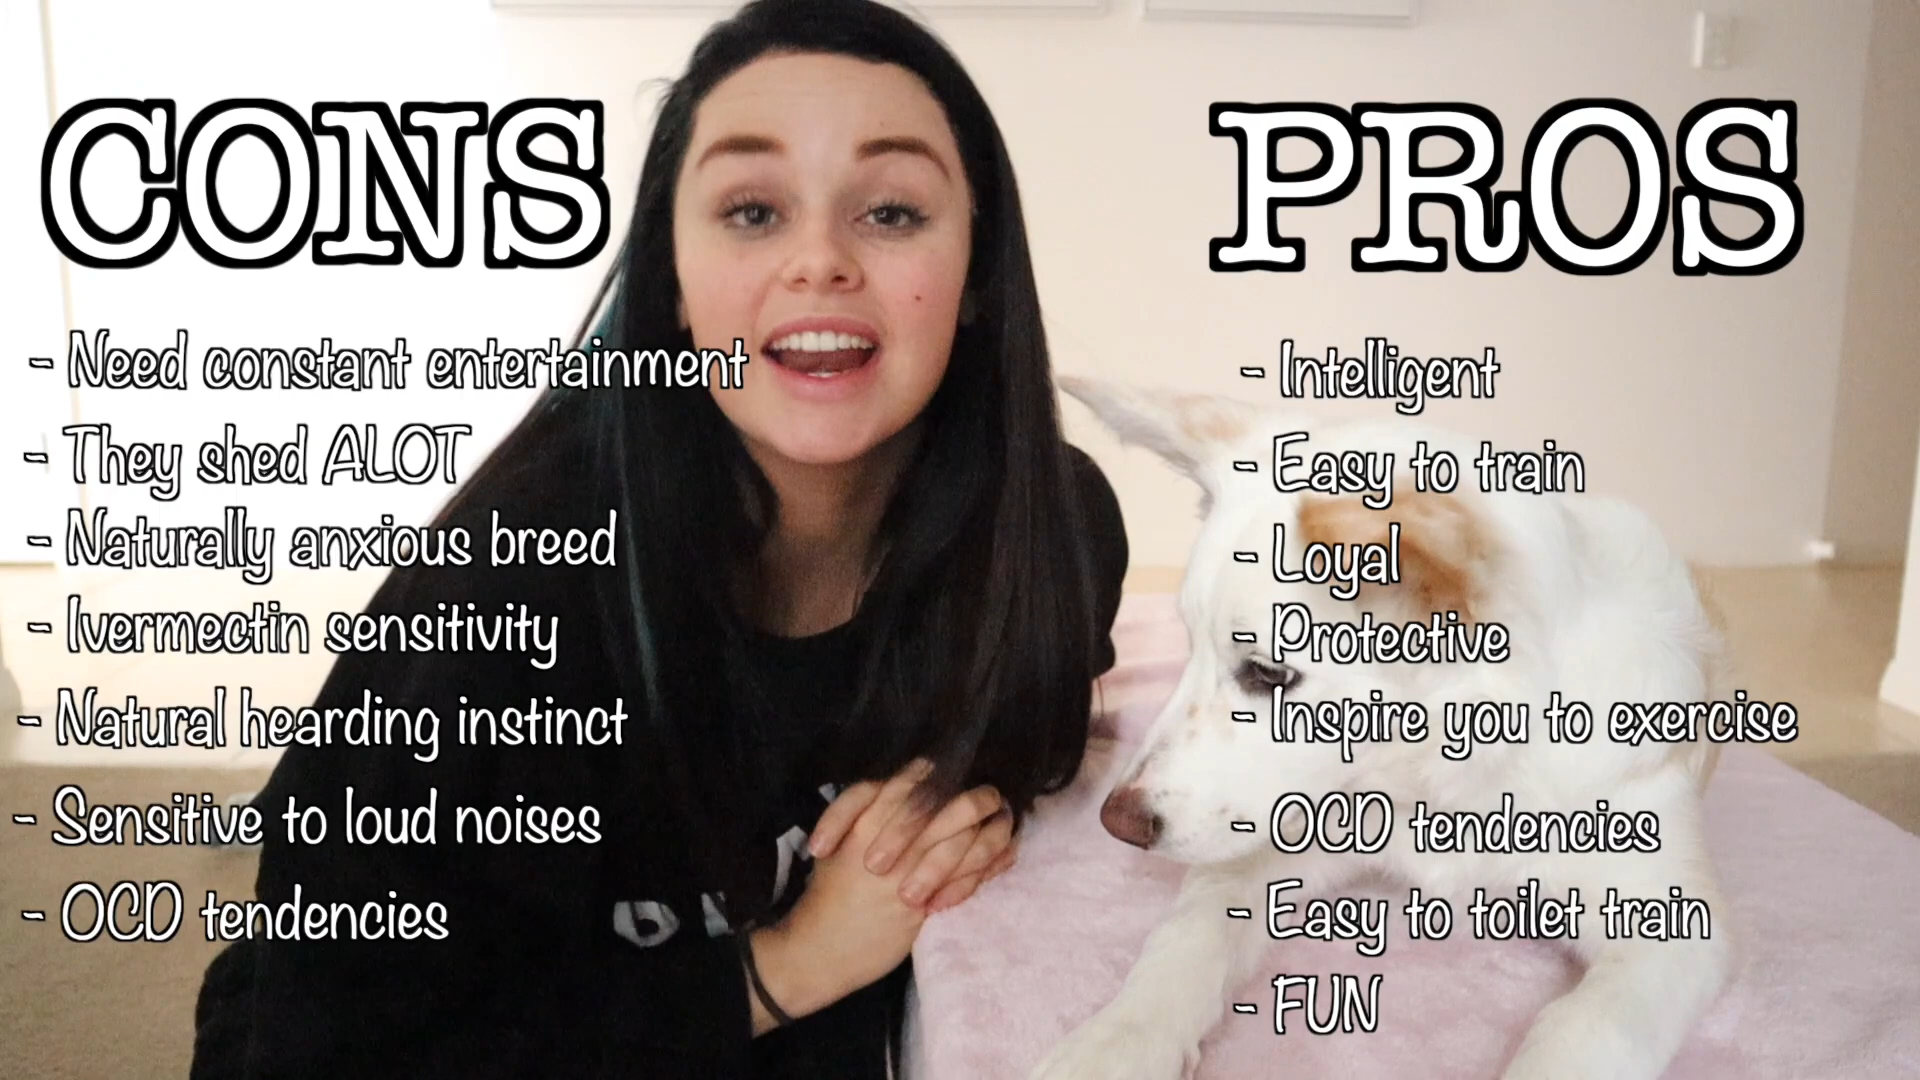 CONS
- Need constant entertainment
- They shed ALOT
- Naturally anxious breed
- Ivermectin sensitivity
- Natural hearding instinct
- Sensitive to loud noises
- OCD tendencies
PROS
- Intelligent
- Easy to train
- Loyal
- Protective
- Inspire you to exercise
- OCD tendencies
- Easy to toilet train
- FUN